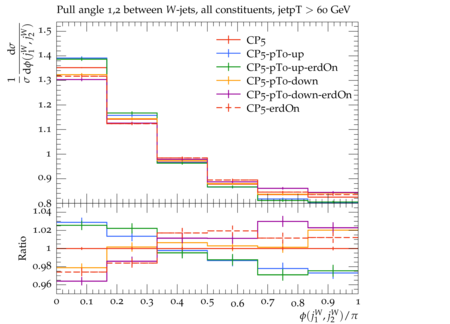 Pull angle 1,2 between W-jets, all constituents, jetpT > 60 GeV
1/σ dσ/dϕ(j₁ᵂ, j₂ᵂ)
CP5
CP5-pTo-up
CP5-pTo-up-erdOn
CP5-pTo-down
CP5-pTo-down-erdOn
CP5-erdOn
1.5
1.4
1.3
1.2
1.1
1
0.9
0.8
Ratio
1.04
1.02
1.0
0.98
0.96
0 0.1 0.2 0.3 0.4 0.5 0.6 0.7 0.8 0.9 1
ϕ(j₁ᵂ, j₂ᵂ)/π